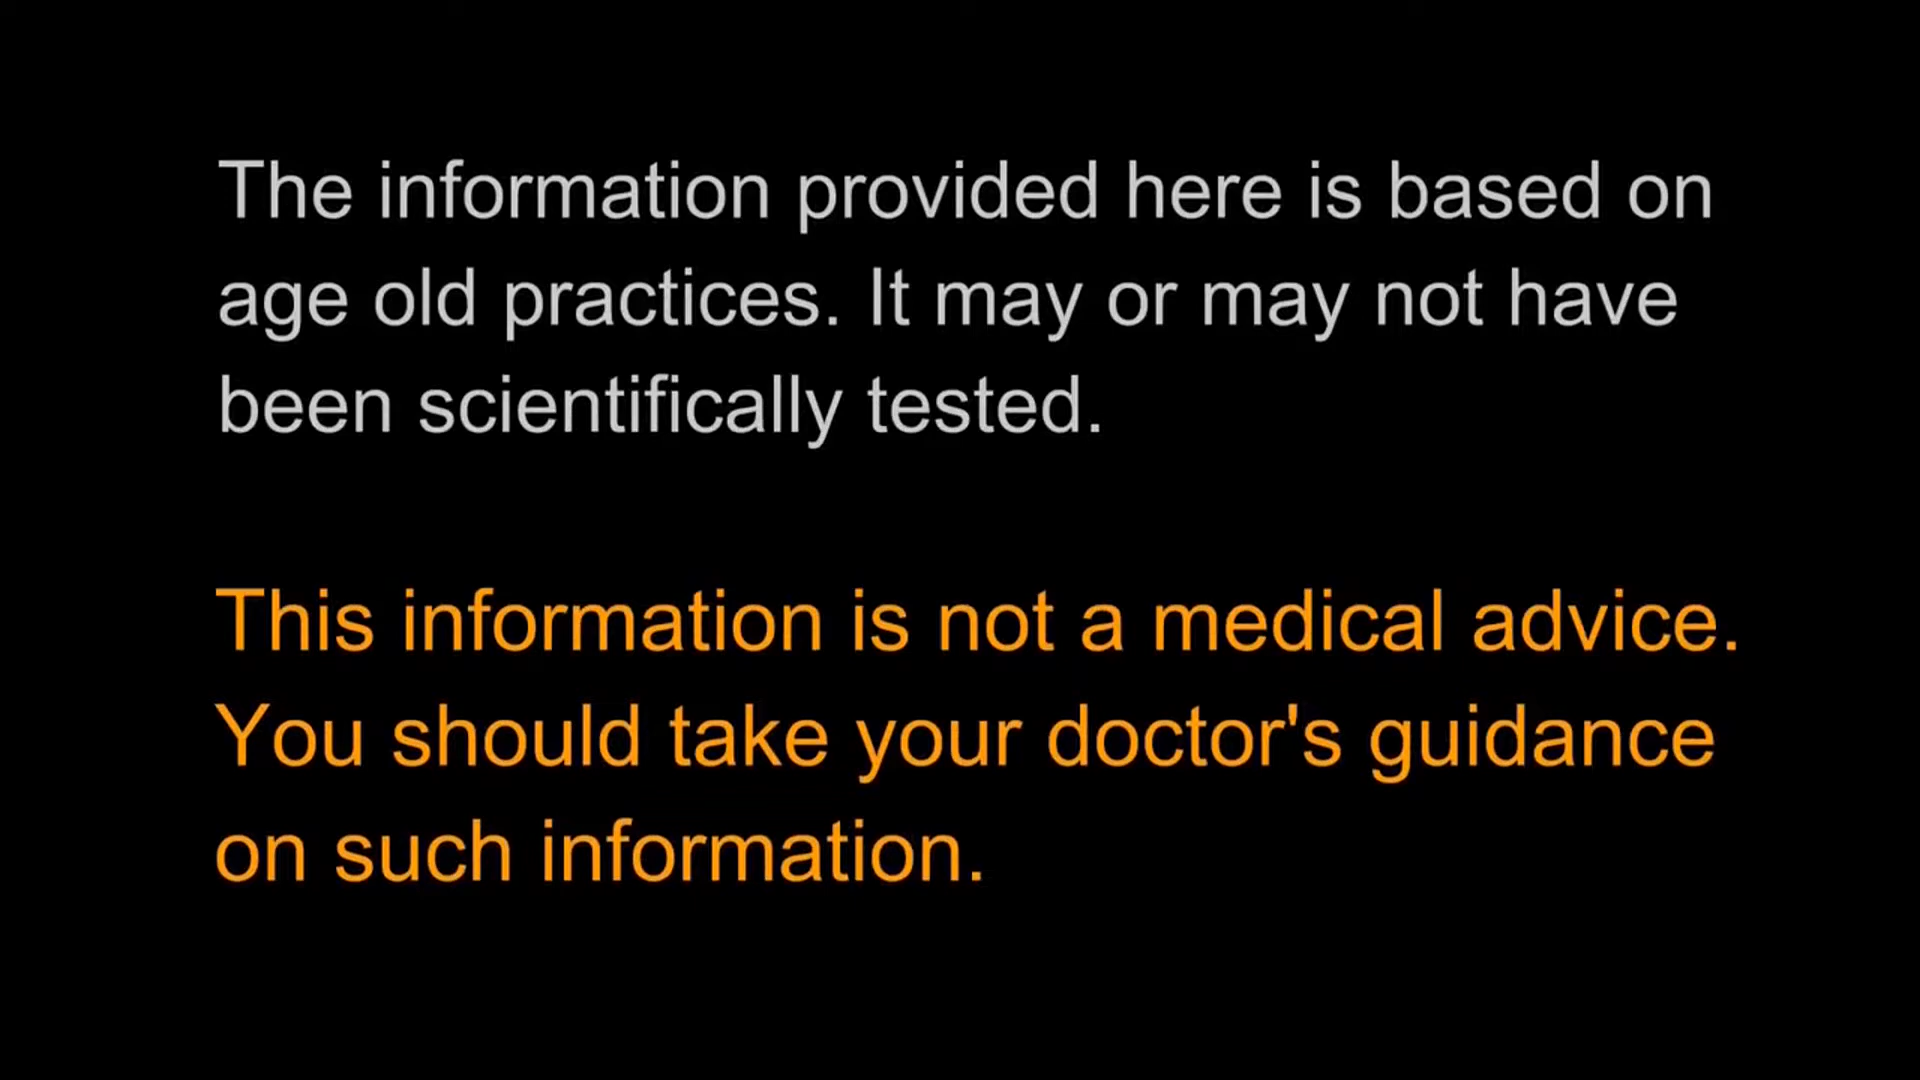 The information provided here is based on
age old practices. It may or may not have
been scientifically tested.
This information is not a medical advice.
You should take your doctor's guidance
on such information.